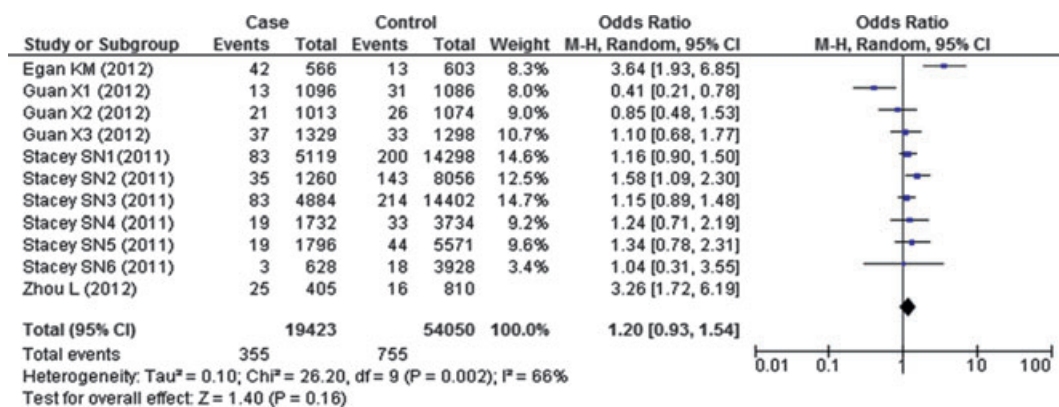 Case Control Odds Ratio Odds Ratio
Study or Subgroup Events Total Events Total Weight M-H, Random, 95% CI M-H, Random, 95% CI
Egan KM (2012) 42 566 13 603 8.3% 3.64 [1.93, 6.85]
Guan X1 (2012) 13 1096 31 1086 8.0% 0.41 [0.21, 0.78]
Guan X2 (2012) 21 1013 26 1074 9.0% 0.85 [0.48, 1.53]
Guan X3 (2012) 37 1329 33 1298 10.7% 1.10 [0.68, 1.77]
Stacey SN1(2011) 83 5119 200 14298 14.6% 1.16 [0.90, 1.50]
Stacey SN2 (2011) 35 1260 143 8056 12.5% 1.58 [1.09, 2.30]
Stacey SN3 (2011) 83 4884 214 14402 14.7% 1.15 [0.89, 1.48]
Stacey SN4 (2011) 19 1732 33 3734 9.2% 1.24 [0.71, 2.19]
Stacey SN5 (2011) 19 1796 44 5571 9.6% 1.34 [0.78, 2.31]
Stacey SN6 (2011) 3 628 18 3928 3.4% 1.04 [0.31, 3.55]
Zhou L (2012) 25 405 16 810 3.26 [1.72, 6.19]
Total (95% CI) 19423 54050 100.0% 1.20 [0.93, 1.54]
Total events 355 755
Heterogeneity: Tau² = 0.10; Chi² = 26.20, df = 9 (P = 0.002); I² = 66%
Test for overall effect: Z = 1.40 (P = 0.16)
0.01 0.1 1 10 100